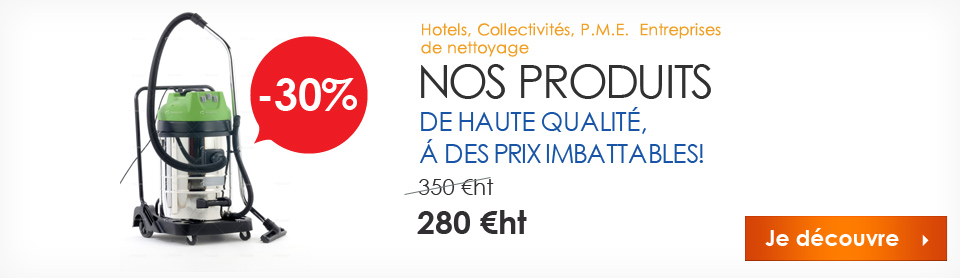 Hotels, Collectivités, P.M.E. Entreprises
de nettoyage
-30%
NOS PRODUITS
DE HAUTE QUALITÉ,
Á DES PRIX IMBATTABLES!
350 €ht
280 €ht
Je découvre